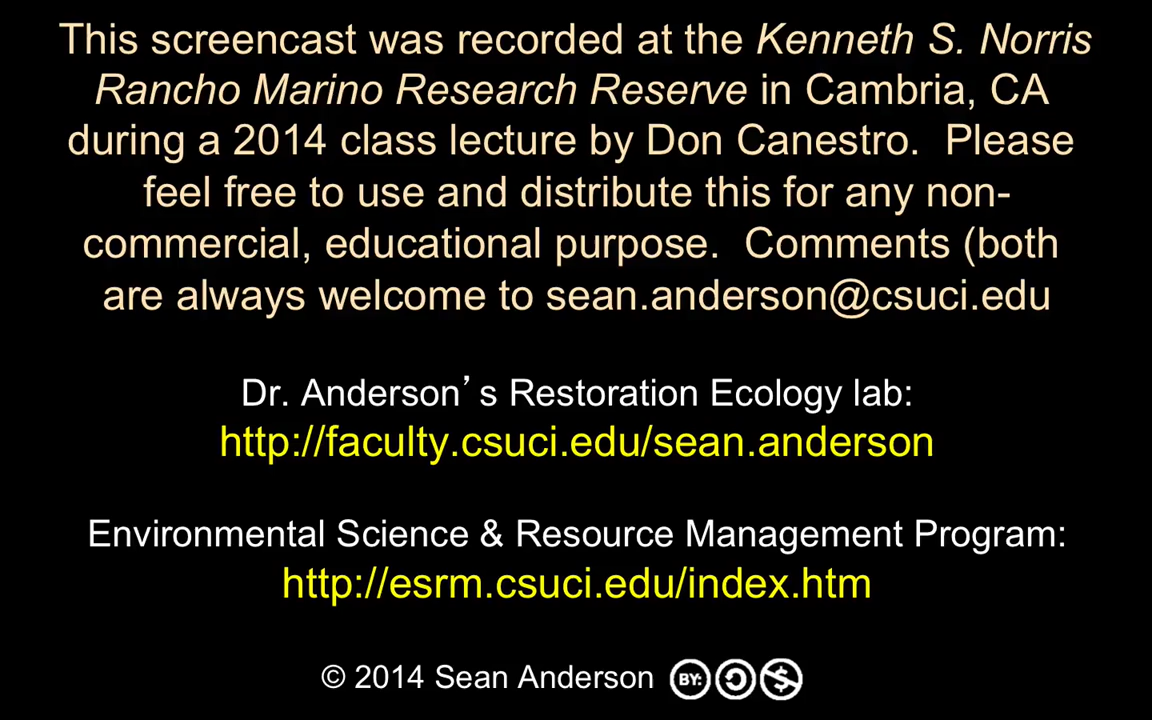 This screencast was recorded at the Kenneth S. Norris
Rancho Marino Research Reserve in Cambria, CA
during a 2014 class lecture by Don Canestro.  Please
feel free to use and distribute this for any non-
commercial, educational purpose.  Comments (both
are always welcome to sean.anderson@csuci.edu
Dr. Anderson’s Restoration Ecology lab:
http://faculty.csuci.edu/sean.anderson
Environmental Science & Resource Management Program:
http://esrm.csuci.edu/index.htm
© 2014 Sean Anderson BY: